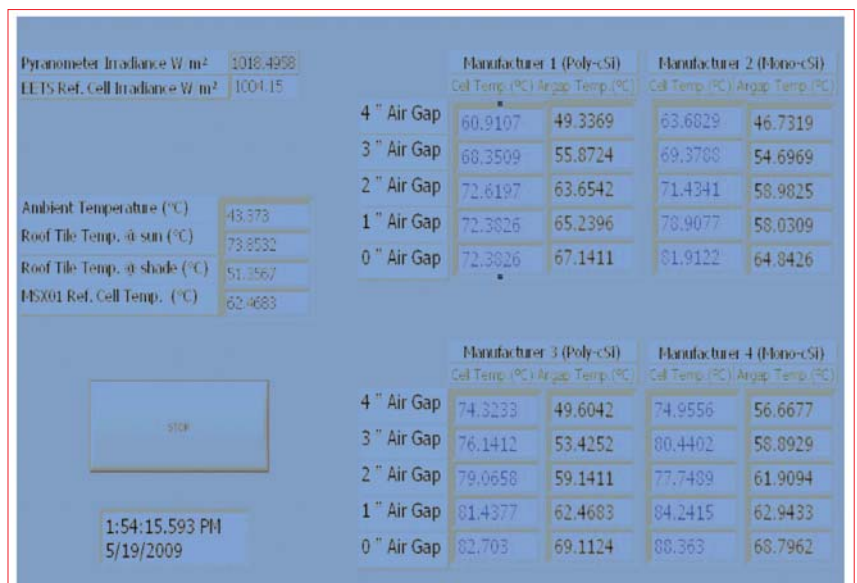 Pyranometer Irradiance W/m² 1018.4958
EETS Ref. Cell Irradiance W/m² 1004.15
Ambient Temperature (°C) 43.373
Roof Tile Temp. @ sun (°C) 73.8532
Roof Tile Temp. @ shade (°C) 51.3567
MSX01 Ref. Cell Temp. (°C) 62.4683
STOP
1:54:15.593 PM
5/19/2009
Manufacturer 1 (Poly-cSi) Manufacturer 2 (Mono-cSi)
Cell Temp. (°C) Airgap Temp.(°C) Cell Temp. (°C) Airgap Temp.(°C)
4 " Air Gap 60.9107 49.3369 63.6829 46.7319
3 " Air Gap 68.3509 55.8724 69.3788 54.6969
2 " Air Gap 72.6197 63.6542 71.4341 58.9825
1 " Air Gap 72.3826 65.2396 78.9077 58.0309
0 " Air Gap 72.3826 67.1411 81.9122 64.8426
Manufacturer 3 (Poly-cSi) Manufacturer 4 (Mono-cSi)
Cell Temp. (°C) Airgap Temp.(°C) Cell Temp. (°C) Airgap Temp.(°C)
4 " Air Gap 74.3233 49.6042 74.9556 56.6677
3 " Air Gap 76.1412 53.4252 80.4402 58.8929
2 " Air Gap 79.0658 59.1411 77.7489 61.9094
1 " Air Gap 81.4377 62.4683 84.2415 62.9433
0 " Air Gap 82.703 69.1124 88.363 68.7962